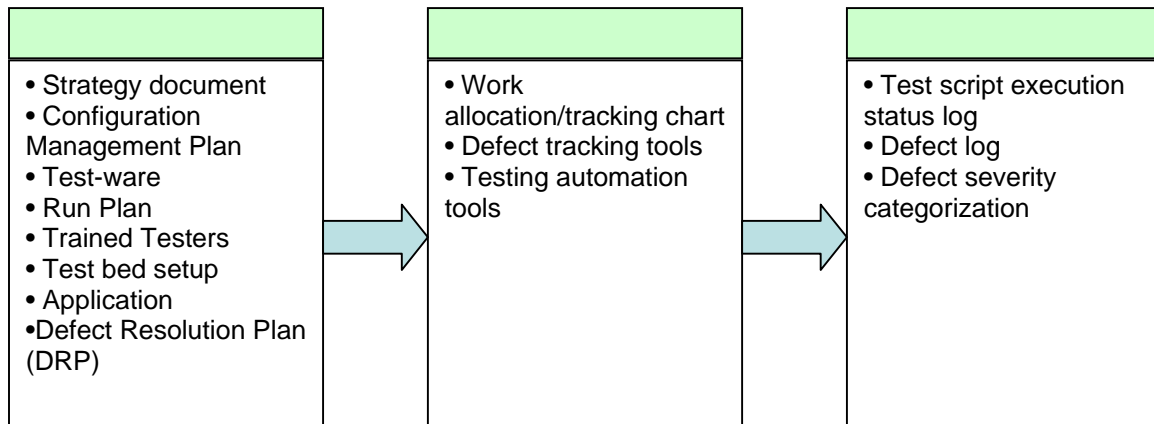 • Strategy document
• Configuration
Management Plan
• Test-ware
• Run Plan
• Trained Testers
• Test bed setup
• Application
•Defect Resolution Plan
(DRP)
• Work
allocation/tracking chart
• Defect tracking tools
• Testing automation
tools
• Test script execution
status log
• Defect log
• Defect severity
categorization